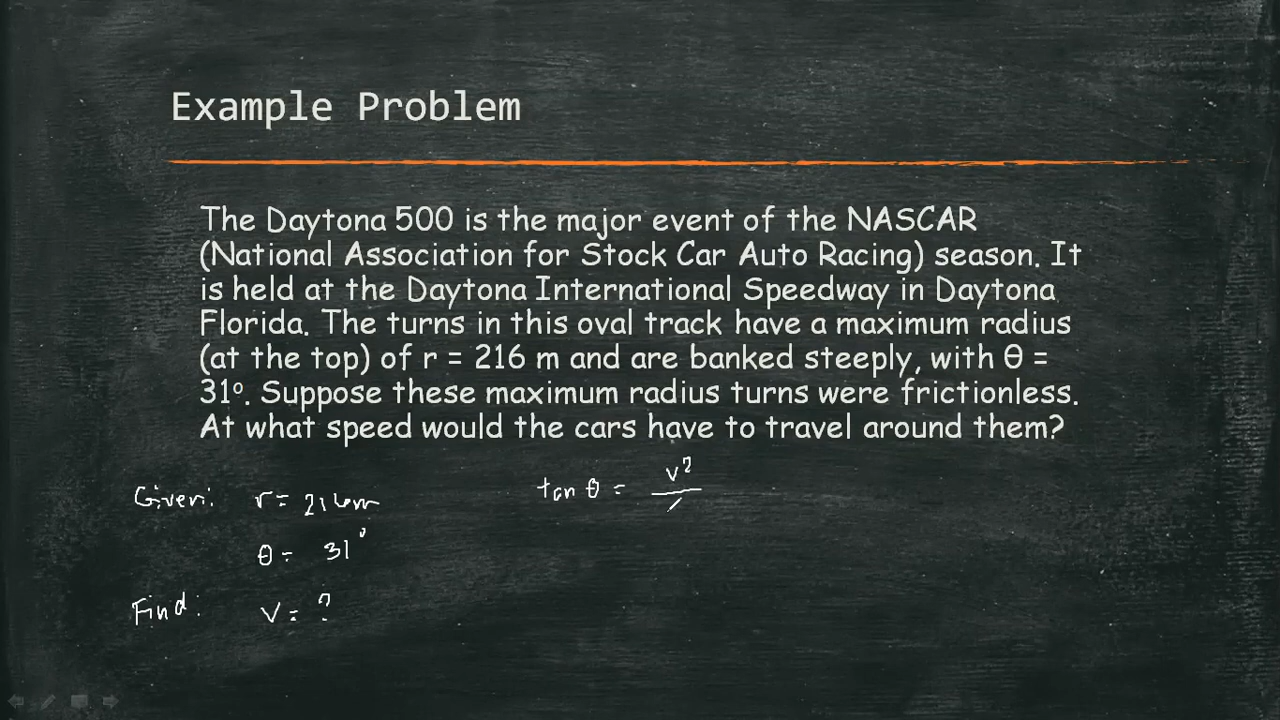 Example Problem
The Daytona 500 is the major event of the NASCAR
(National Association for Stock Car Auto Racing) season. It
is held at the Daytona International Speedway in Daytona
Florida. The turns in this oval track have a maximum radius
(at the top) of r = 216 m and are banked steeply, with θ =
31º. Suppose these maximum radius turns were frictionless.
At what speed would the cars have to travel around them?
Given: r = 216m
tan θ = v²/
θ = 31°
Find: v = ?